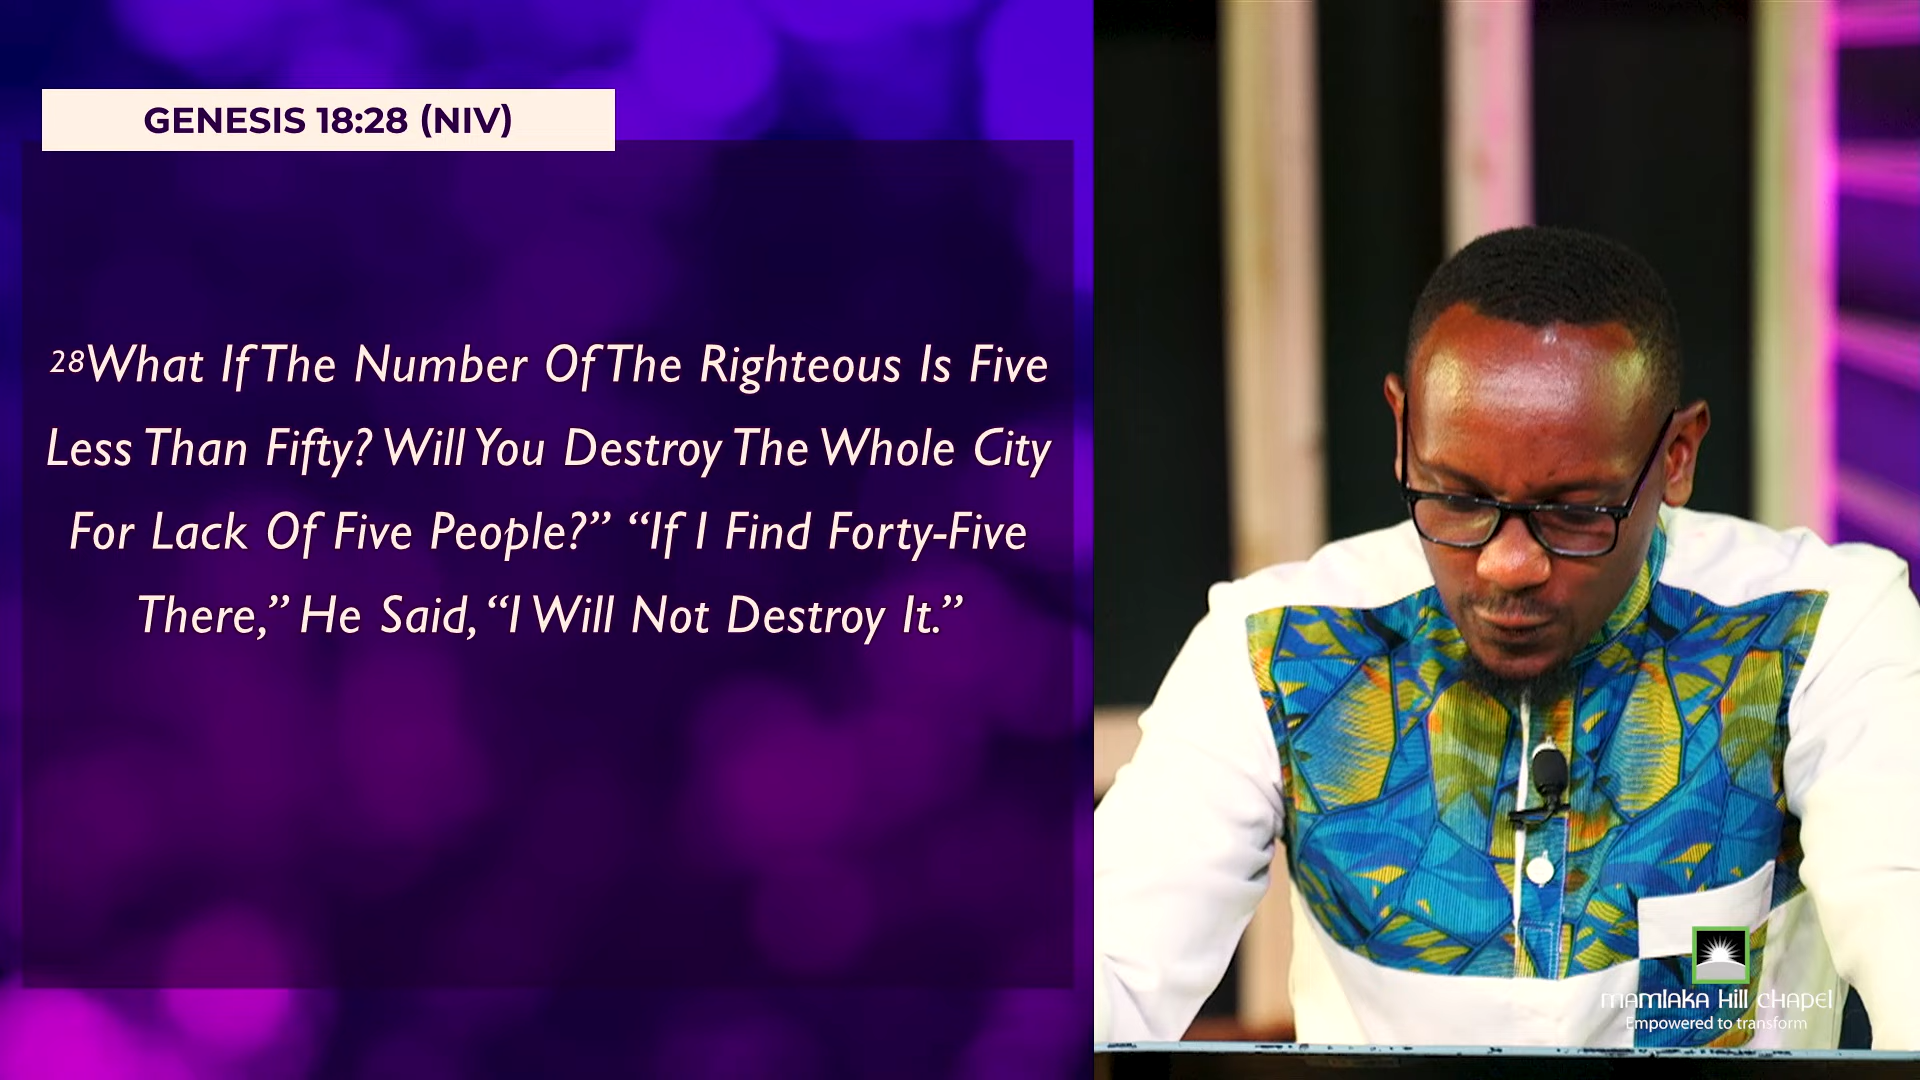 GENESIS 18:28 (NIV)
28What If The Number Of The Righteous Is Five
Less Than Fifty? Will You Destroy The Whole City
For Lack Of Five People?” “If I Find Forty-Five
There,” He Said, “I Will Not Destroy It.”
mamlaka Hill chapel
Empowered to transform